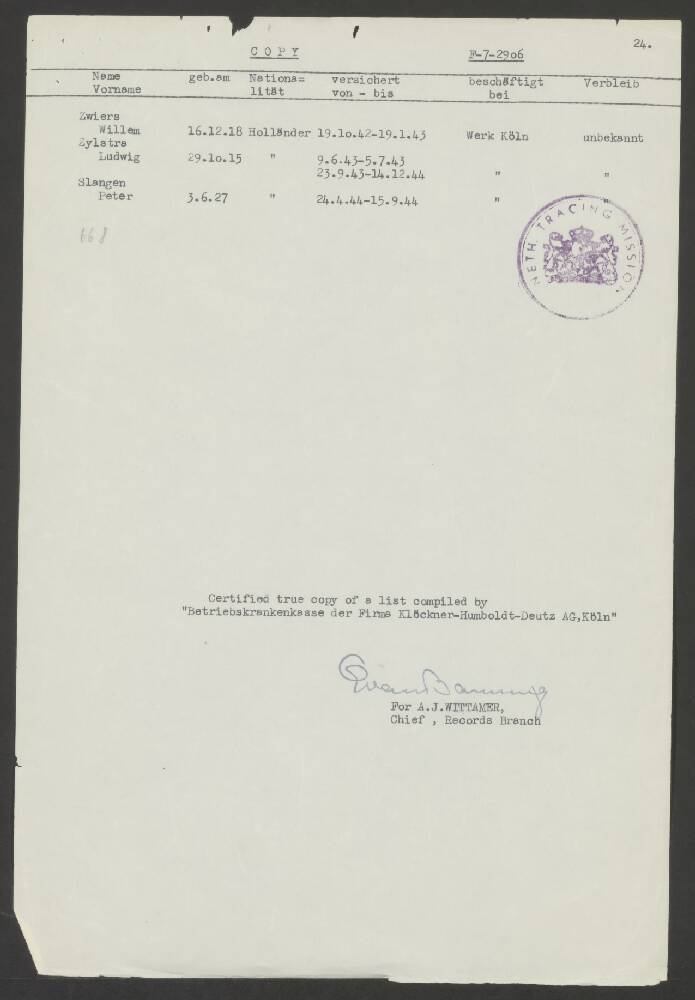 24.
COPY F-7-29o6
Name geb.am Nationa= versichert beschäftigt Verbleib
Vorname lität von - bis bei
Zwiers
Willem 16.12.18 Holländer 19.1o.42-19.1.43 Werk Köln unbekannt
Zylstra
Ludwig 29.1o.15 " 9.6.43-5.7.43
23.9.43-14.12.44 " "
Slangen
Peter 3.6.27 " 24.4.44-15.9.44 " "
668
NETH. TRACING MISSION
Certified true copy of a list compiled by
"Betriebskrankenkasse der Firma Klöckner-Humboldt-Deutz AG,Köln"
For A.J.WITTAMER,
Chief , Records Branch